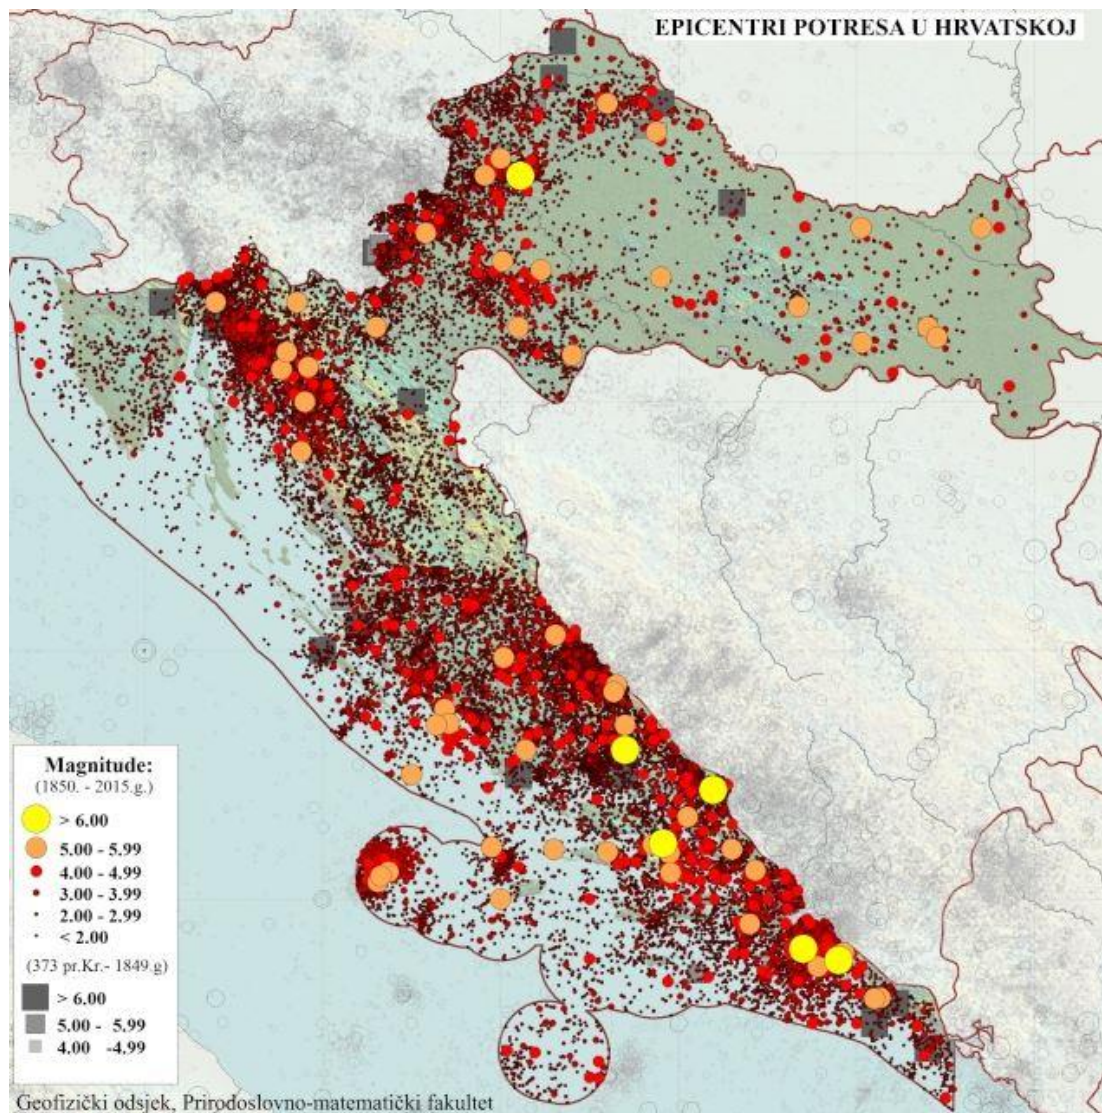 EPICENTRI POTRESA U HRVATSKOJ
Magnitude:
(1850. - 2015.g.)
> 6.00
5.00 - 5.99
4.00 - 4.99
3.00 - 3.99
2.00 - 2.99
< 2.00
(373 pr.Kr.- 1849.g)
> 6.00
5.00 - 5.99
4.00 -4.99
Geofizički odsjek, Prirodoslovno-matematički fakultet